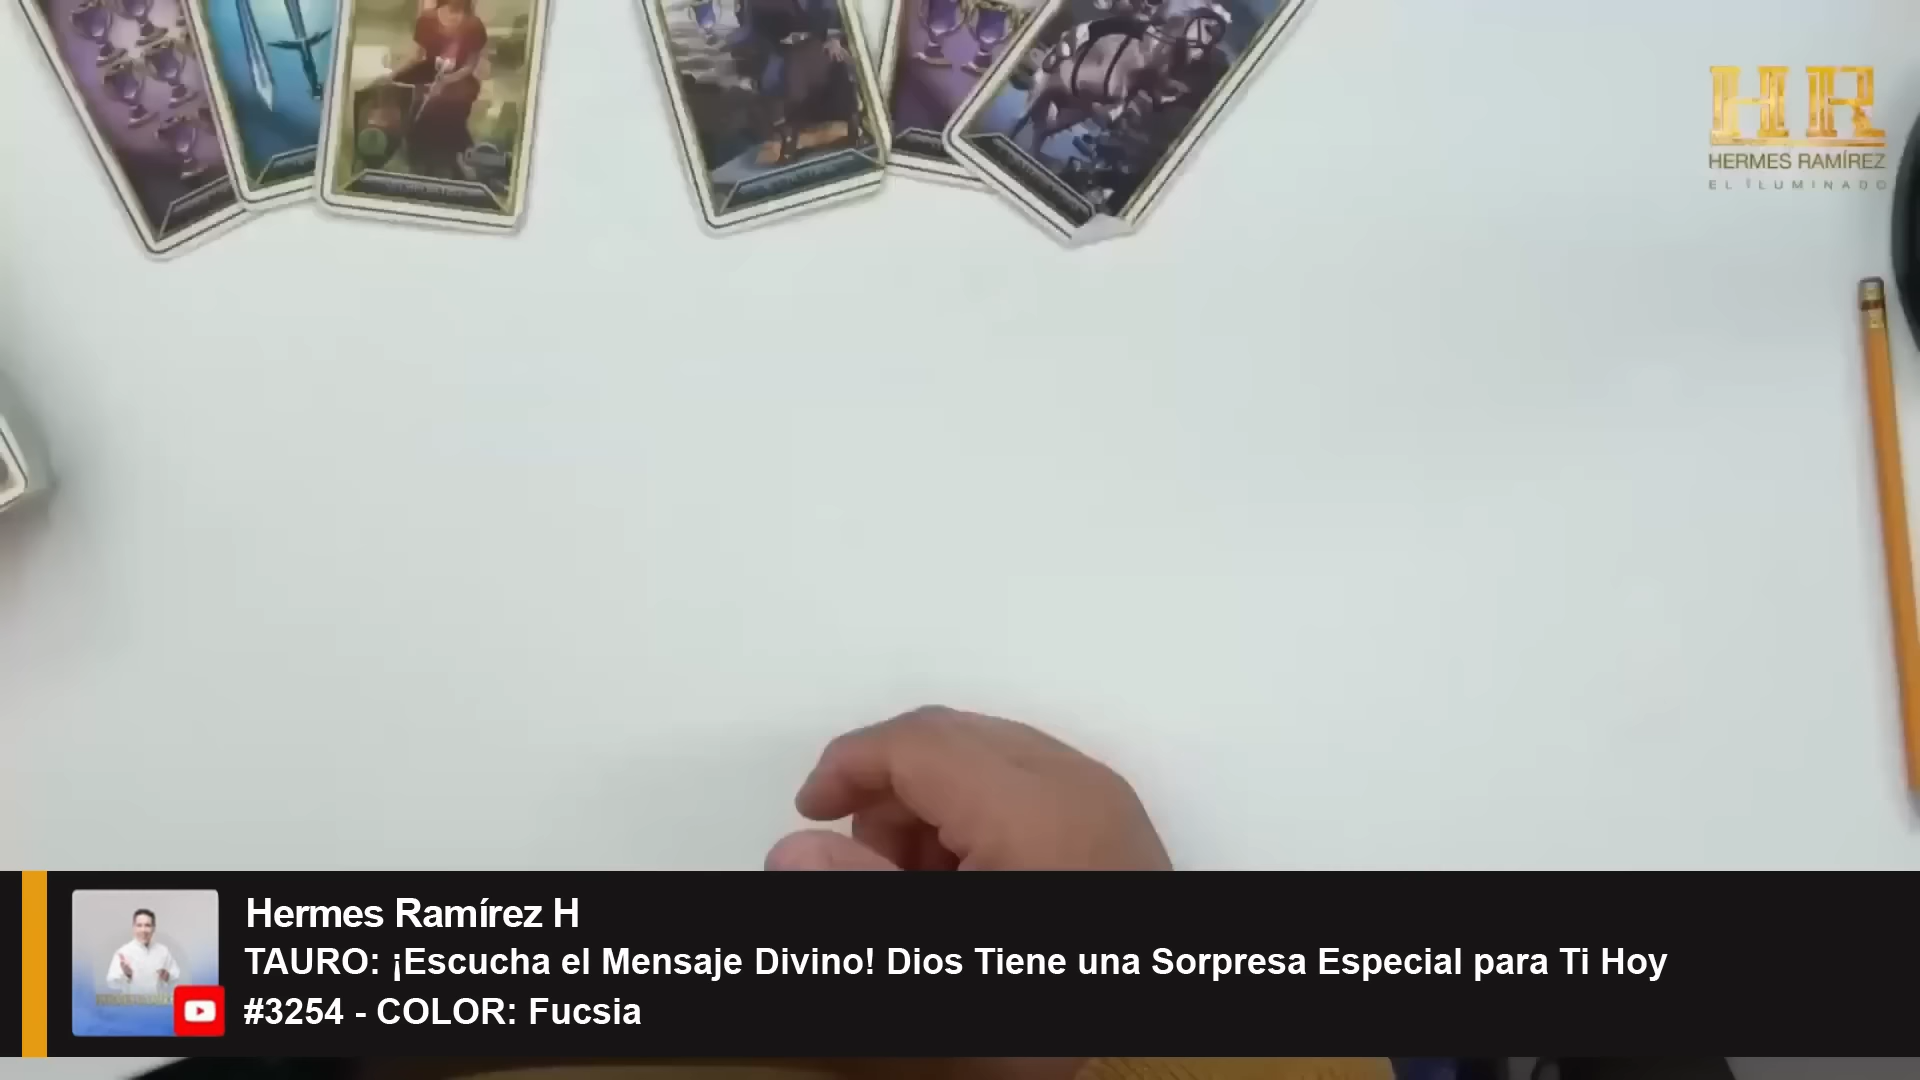 HR
HERMES RAMÍREZ
EL ILUMINADO
Hermes Ramírez H
TAURO: ¡Escucha el Mensaje Divino! Dios Tiene una Sorpresa Especial para Ti Hoy
#3254 - COLOR: Fucsia